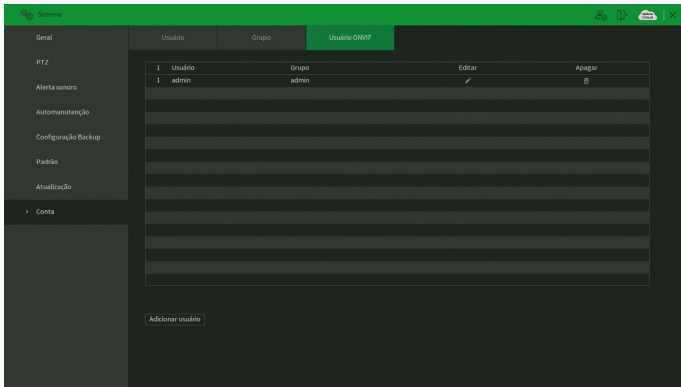 Sistema
Geral
Usuário Grupo Usuário ONVIF
PTZ
1 Usuário Grupo Editar Apagar
1 admin admin
Alerta sonoro
Automanutenção
Configuração Backup
Padrão
Atualização
Conta
Adicionar usuário